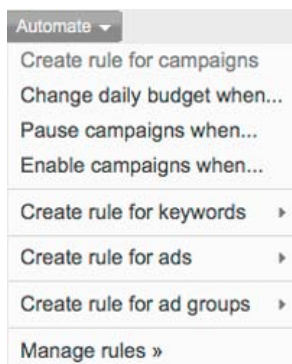 Automate
Create rule for campaigns
Change daily budget when...
Pause campaigns when...
Enable campaigns when...
Create rule for keywords
Create rule for ads
Create rule for ad groups
Manage rules »